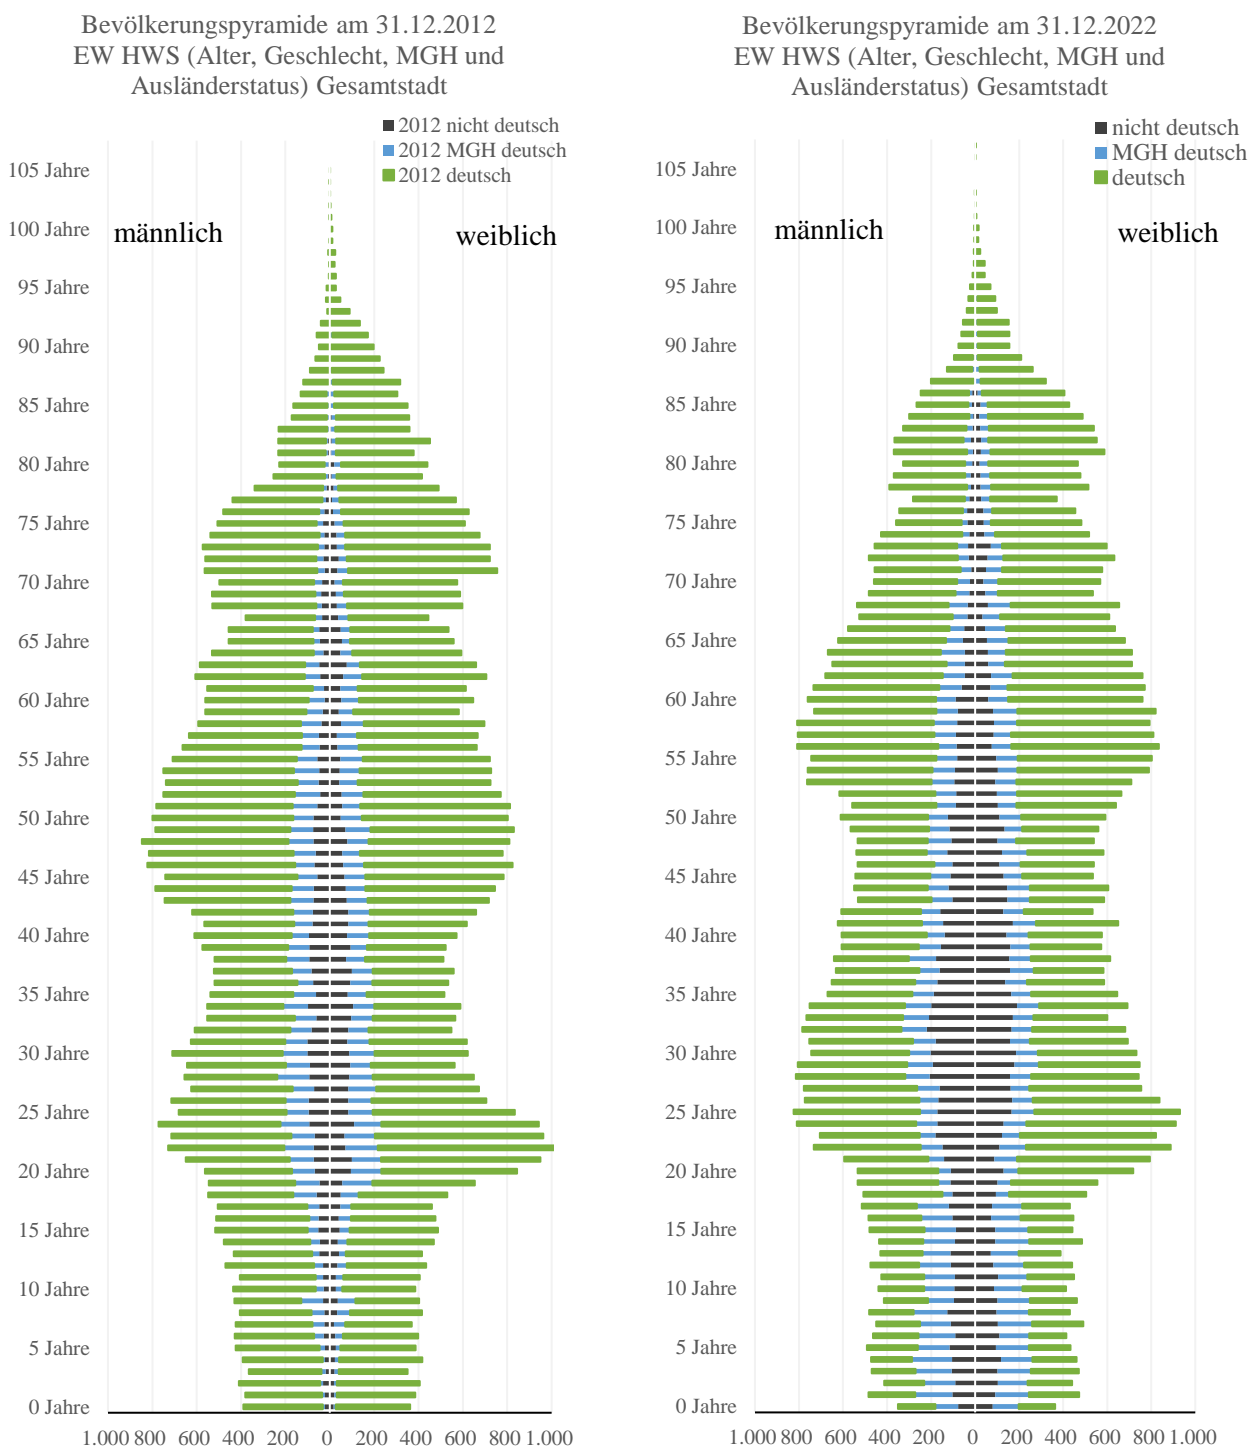 Bevölkerungspyramide am 31.12.2012
EW HWS (Alter, Geschlecht, MGH und
Ausländerstatus) Gesamtstadt
2012 nicht deutsch
2012 MGH deutsch
2012 deutsch
männlich
weiblich
105 Jahre
100 Jahre
95 Jahre
90 Jahre
85 Jahre
80 Jahre
75 Jahre
70 Jahre
65 Jahre
60 Jahre
55 Jahre
50 Jahre
45 Jahre
40 Jahre
35 Jahre
30 Jahre
25 Jahre
20 Jahre
15 Jahre
10 Jahre
5 Jahre
0 Jahre
1.000 800 600 400 200 0 200 400 600 800 1.000
Bevölkerungspyramide am 31.12.2022
EW HWS (Alter, Geschlecht, MGH und
Ausländerstatus) Gesamtstadt
nicht deutsch
MGH deutsch
deutsch
männlich
weiblich
105 Jahre
100 Jahre
95 Jahre
90 Jahre
85 Jahre
80 Jahre
75 Jahre
70 Jahre
65 Jahre
60 Jahre
55 Jahre
50 Jahre
45 Jahre
40 Jahre
35 Jahre
30 Jahre
25 Jahre
20 Jahre
15 Jahre
10 Jahre
5 Jahre
0 Jahre
1.000 800 600 400 200 0 200 400 600 800 1.000